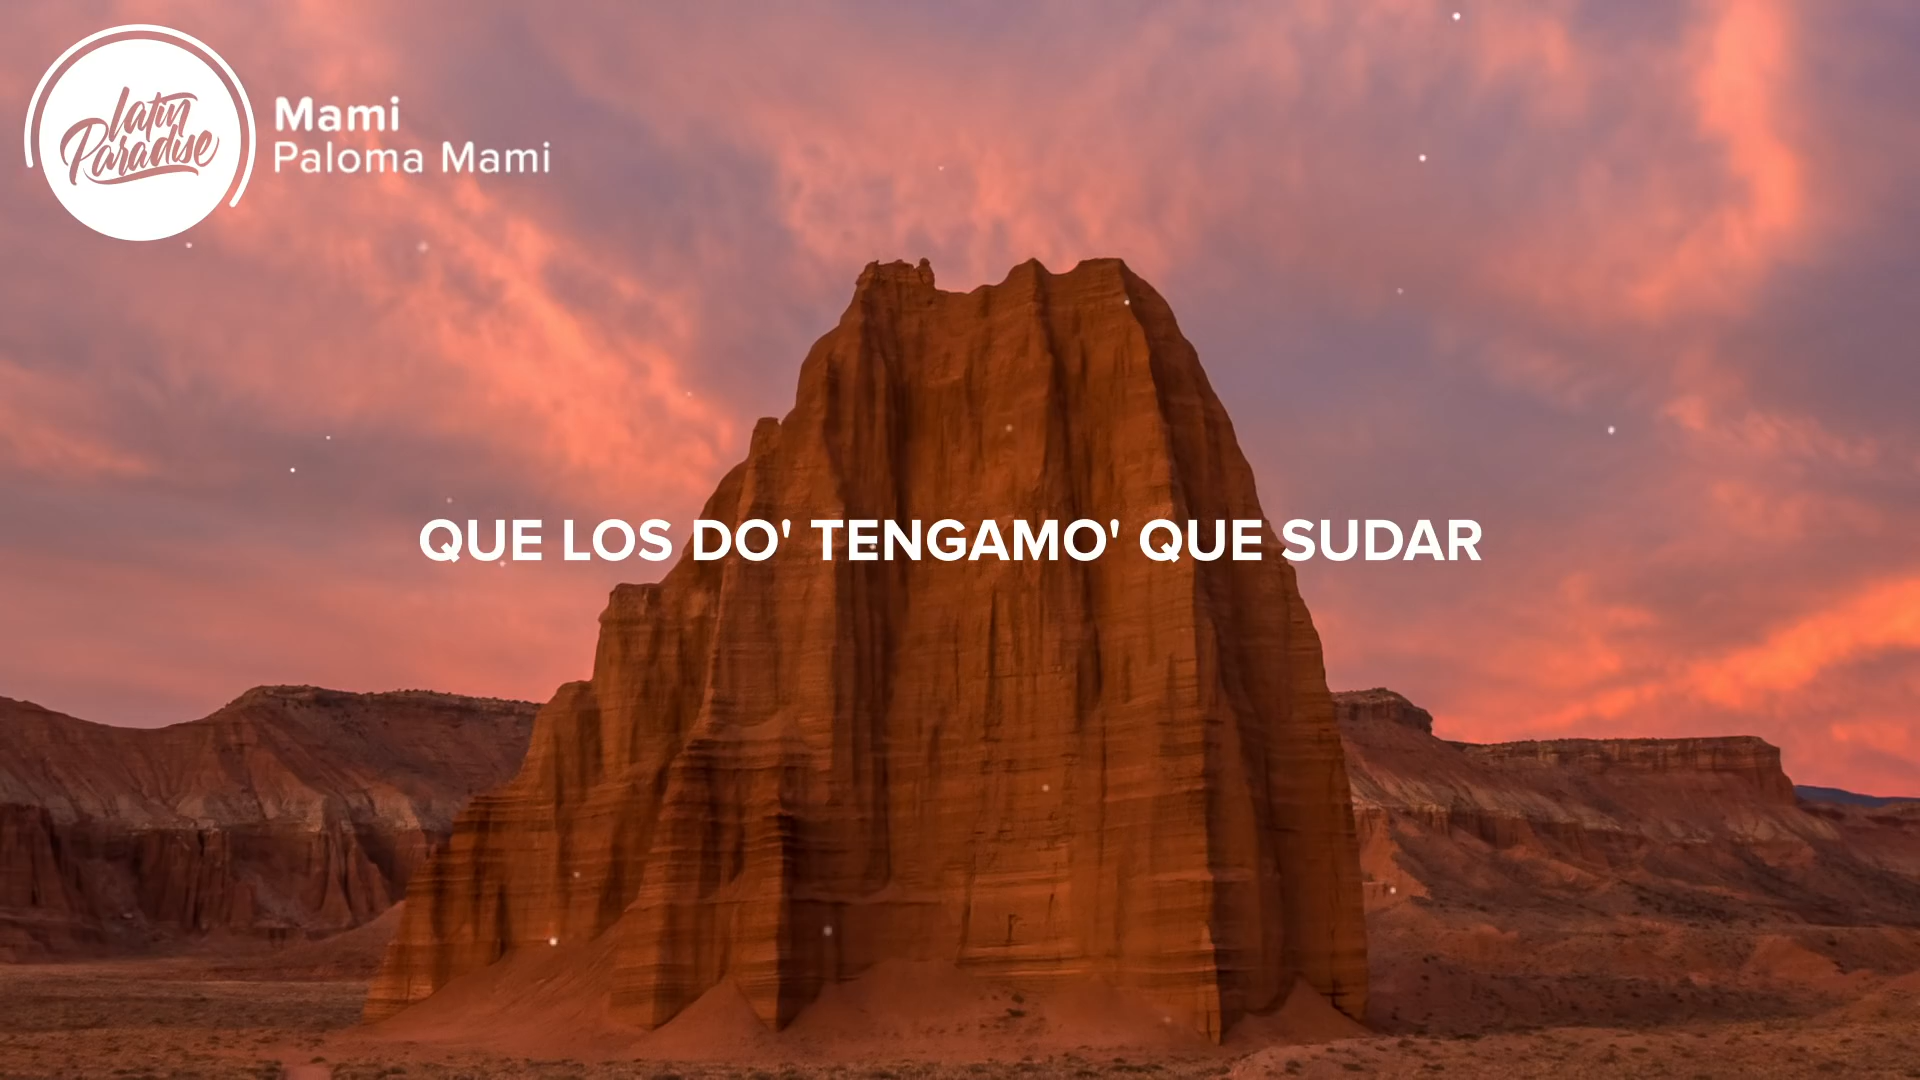 latin
Paradise
Mami
Paloma Mami
QUE LOS DO' TENGAMO' QUE SUDAR